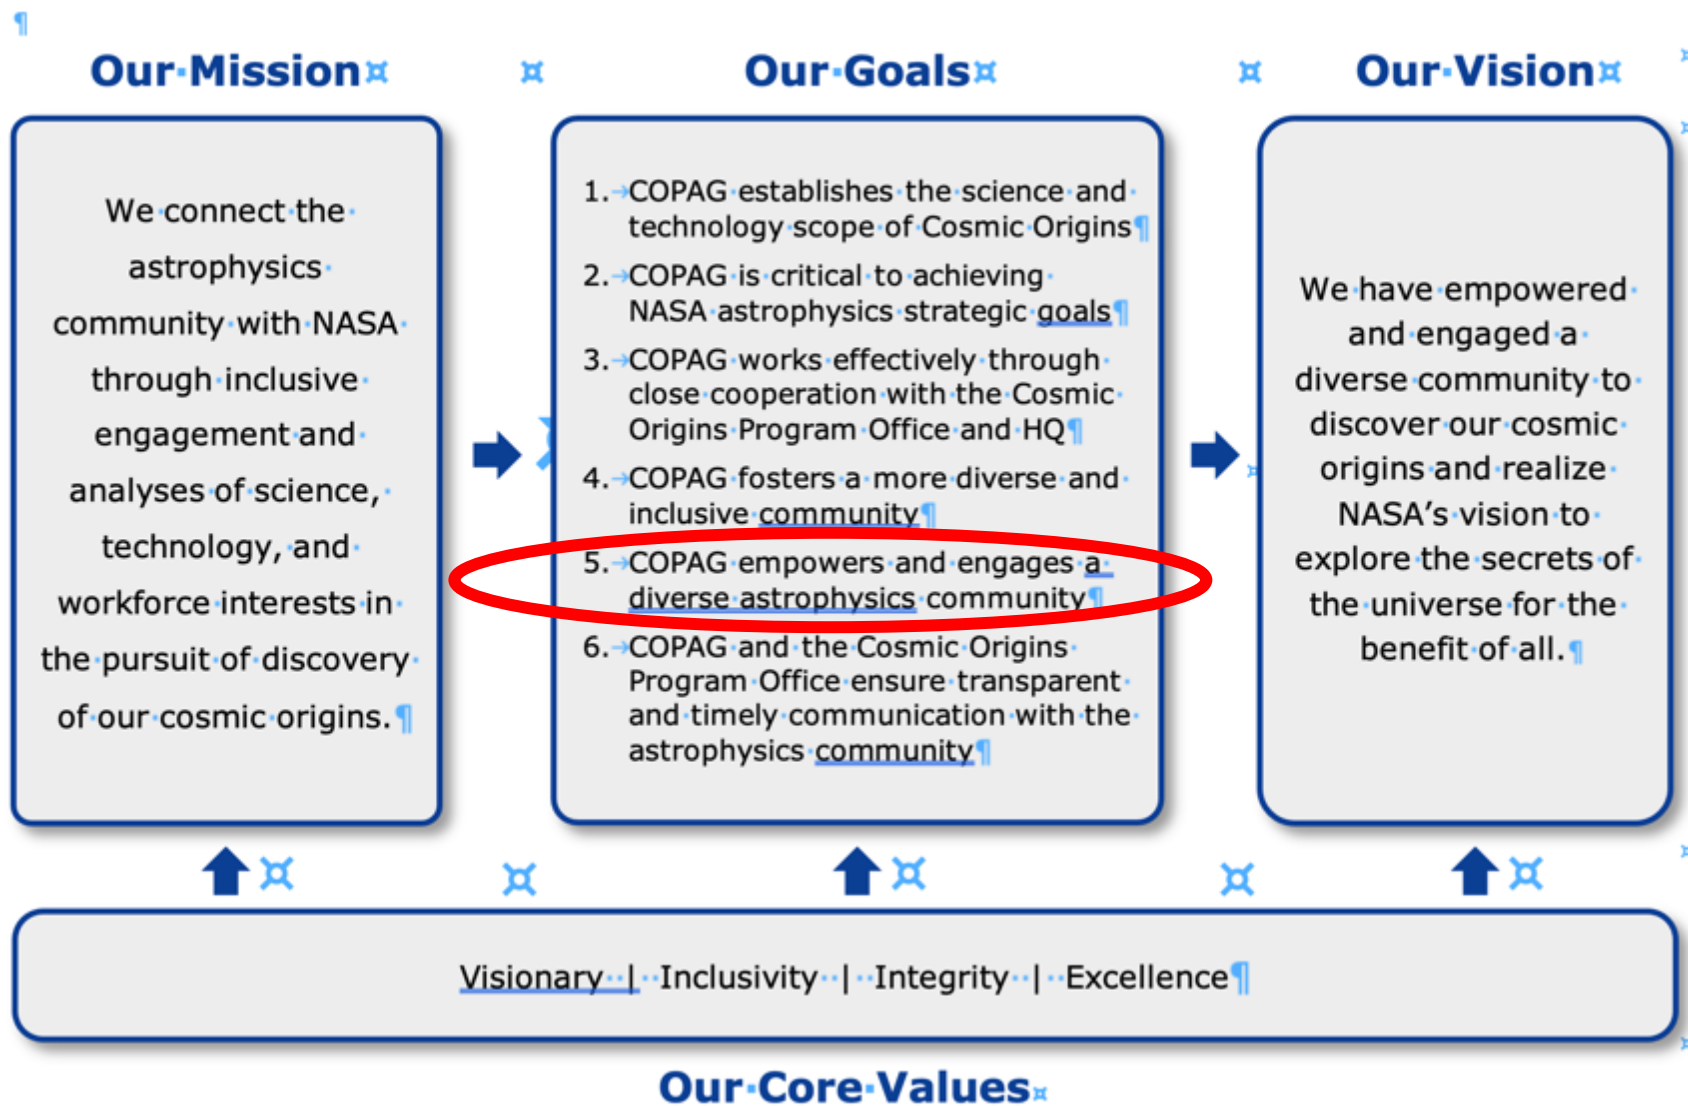 Our Mission
Our Goals
Our Vision
We connect the
astrophysics
community with NASA
through inclusive
engagement and
analyses of science,
technology, and
workforce interests in
the pursuit of discovery
of our cosmic origins.
1. COPAG establishes the science and
technology scope of Cosmic Origins
2. COPAG is critical to achieving
NASA astrophysics strategic goals
3. COPAG works effectively through
close cooperation with the Cosmic
Origins Program Office and HQ
4. COPAG fosters a more diverse and
inclusive community
5. COPAG empowers and engages a
diverse astrophysics community
6. COPAG and the Cosmic Origins
Program Office ensure transparent
and timely communication with the
astrophysics community
We have empowered
and engaged a
diverse community to
discover our cosmic
origins and realize
NASA's vision to
explore the secrets of
the universe for the
benefit of all.
Visionary | Inclusivity | Integrity | Excellence
Our Core Values